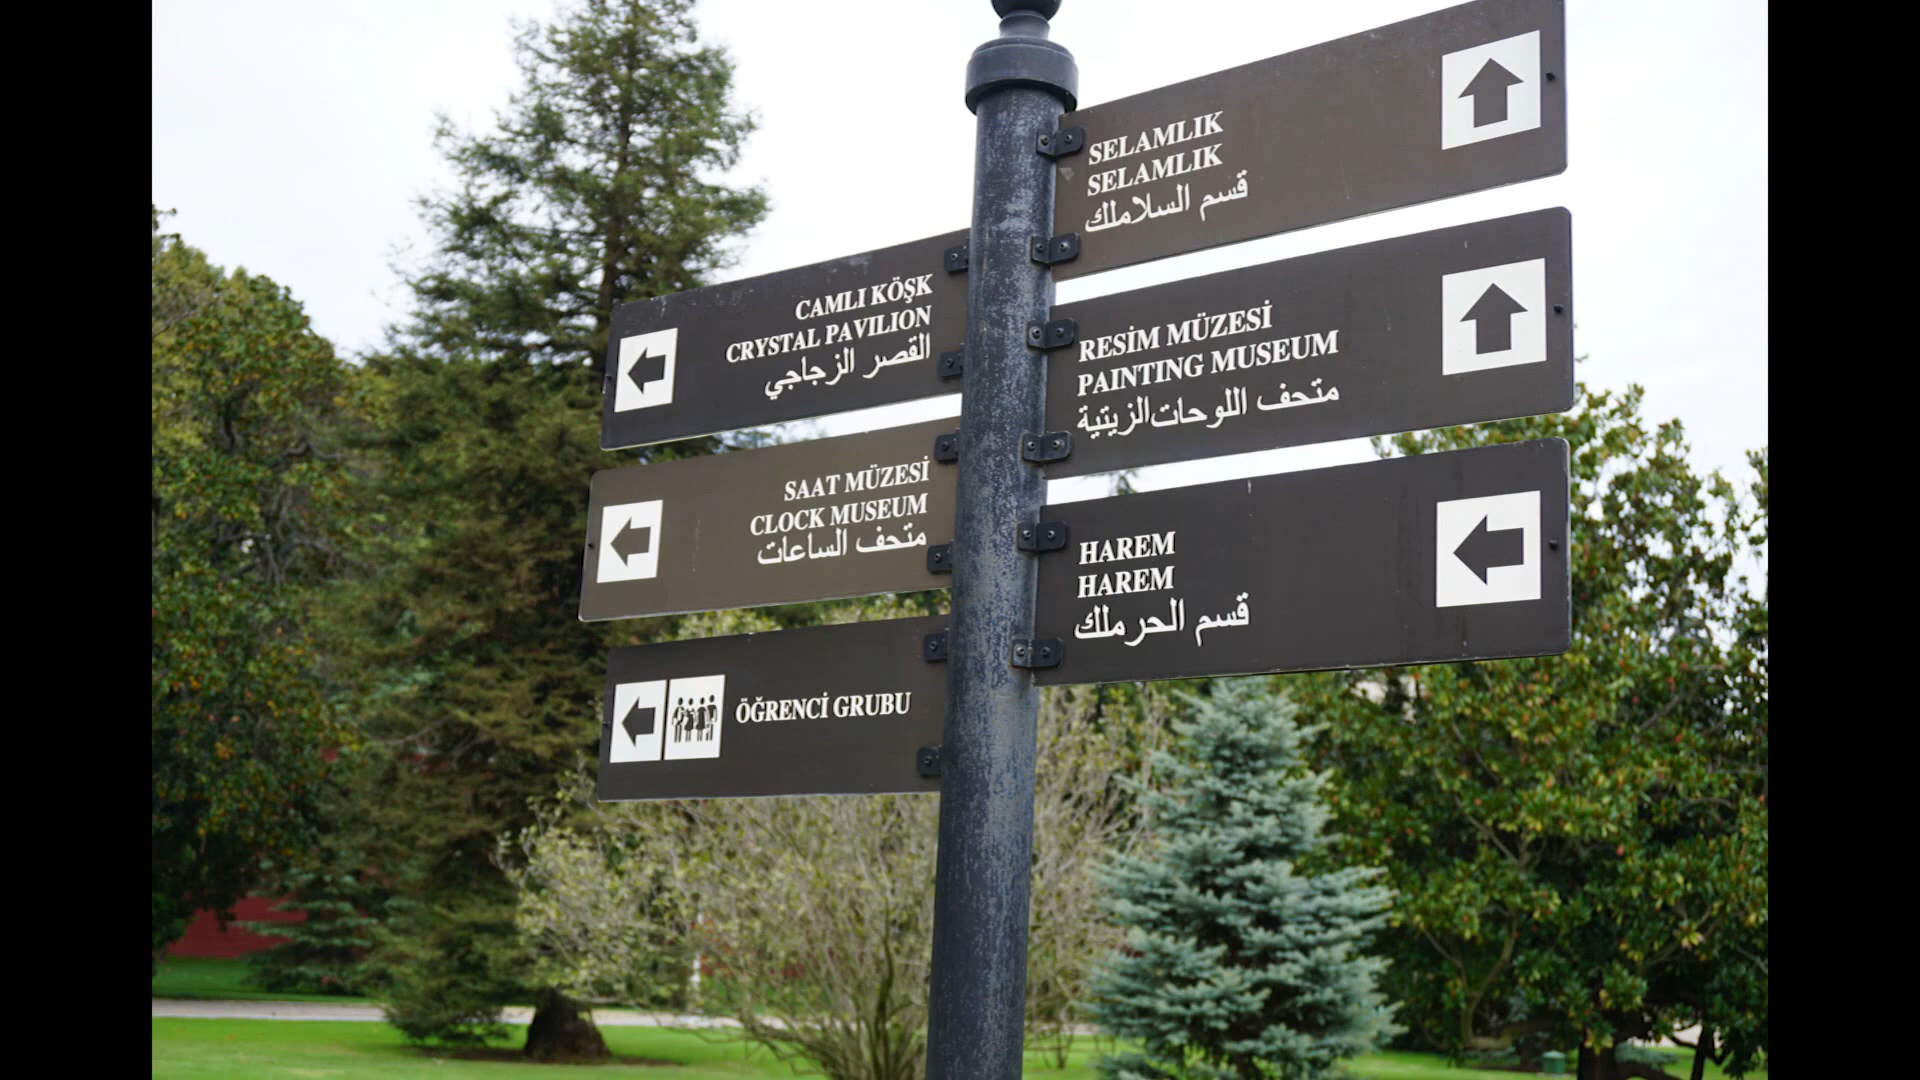 SELAMLIK
SELAMLIK
قسم السلاملك
CAMLI KÖŞK
CRYSTAL PAVILION
القصر الزجاجي
RESİM MÜZESİ
PAINTING MUSEUM
متحف اللوحات الزيتية
SAAT MÜZESİ
CLOCK MUSEUM
متحف الساعات
HAREM
HAREM
قسم الحرملك
ÖĞRENCİ GRUBU